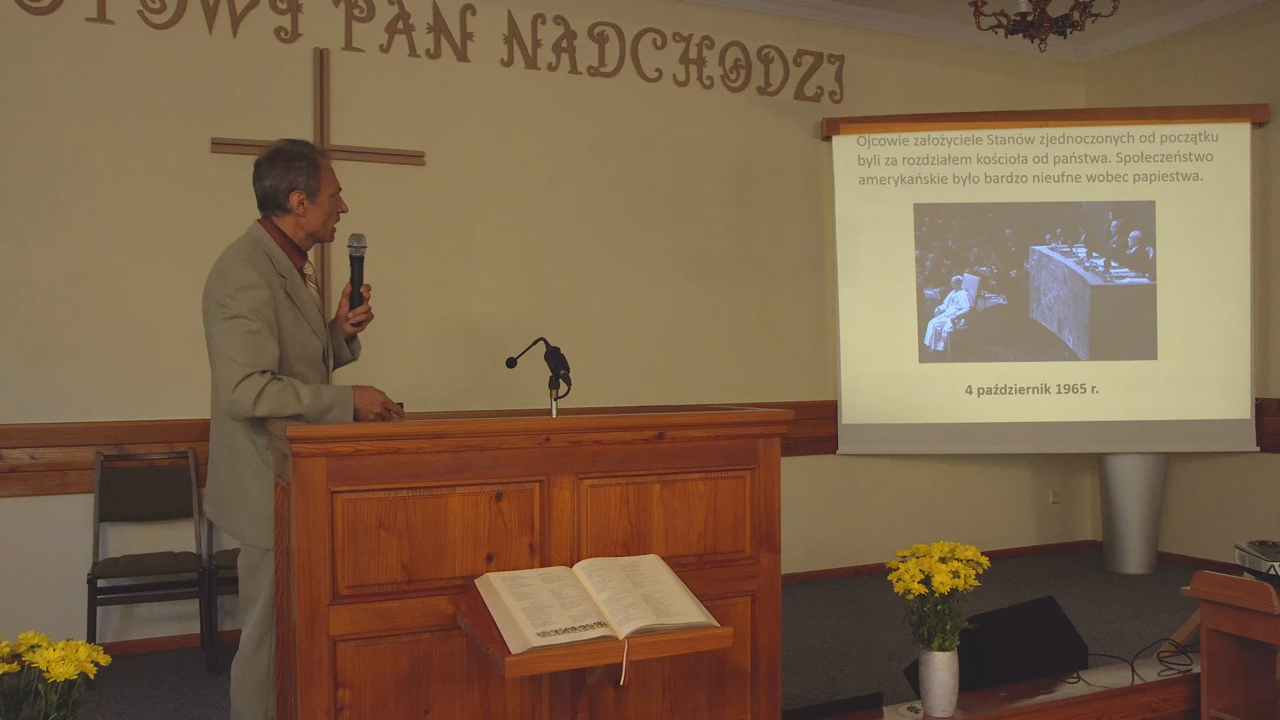 PAN NADCHODZI
Ojcowie założyciele Stanów zjednoczonych od początku
byli za rozdziałem kościoła od państwa. Społeczeństwo
amerykańskie było bardzo nieufne wobec papiestwa.
4 październik 1965 r.